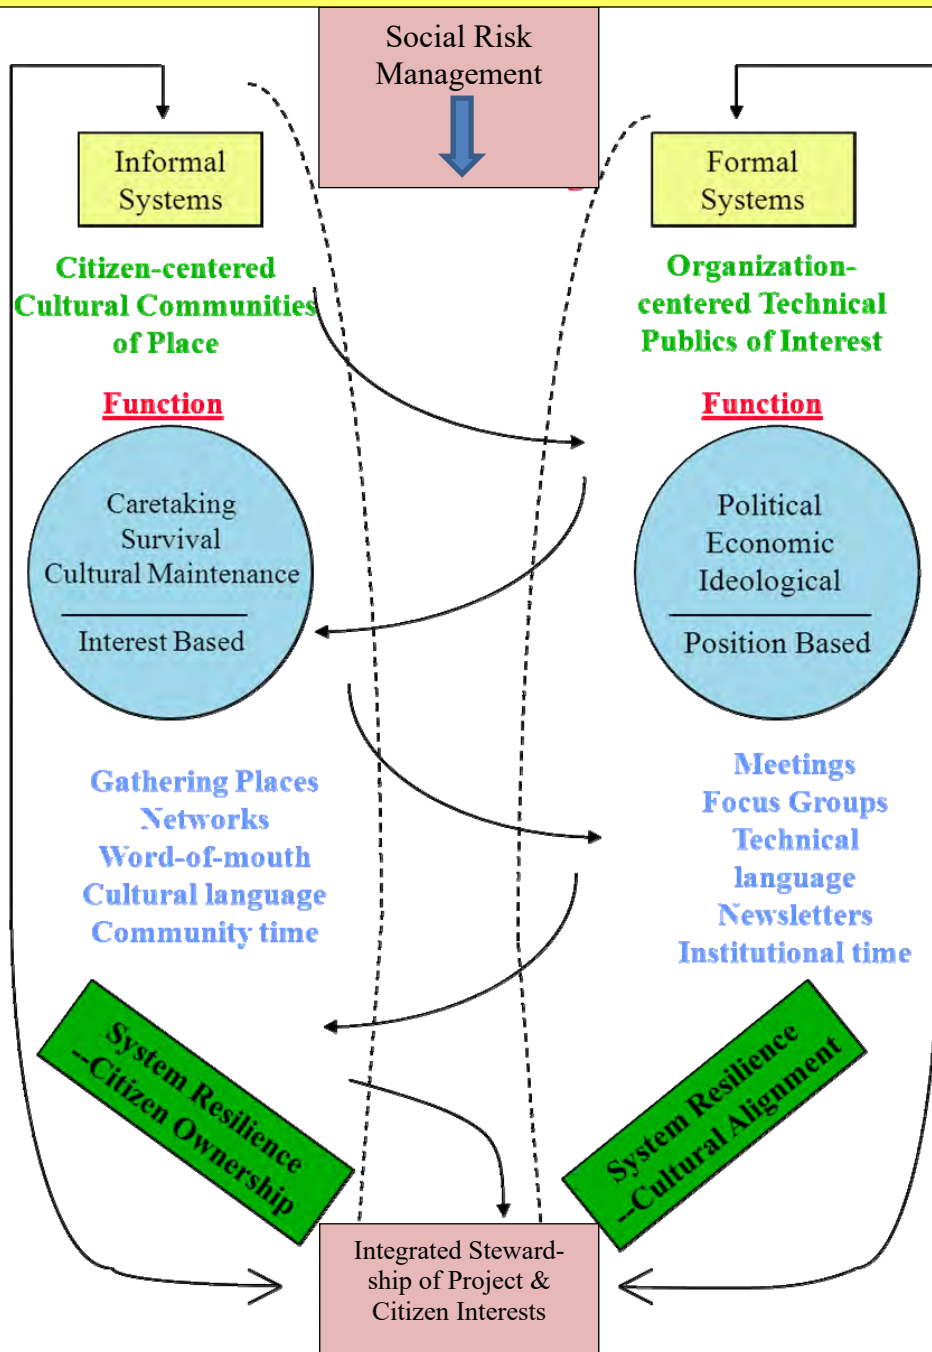 Social Risk
Management
Informal
Systems
Citizen-centered
Cultural Communities
of Place
Function
Caretaking
Survival
Cultural Maintenance
Interest Based
Gathering Places
Networks
Word-of-mouth
Cultural language
Community time
System Resilience
--Citizen Ownership
Formal
Systems
Organization-
centered Technical
Publics of Interest
Function
Political
Economic
Ideological
Position Based
Meetings
Focus Groups
Technical
language
Newsletters
Institutional time
System Resilience
--Cultural Alignment
Integrated Steward-
ship of Project &
Citizen Interests